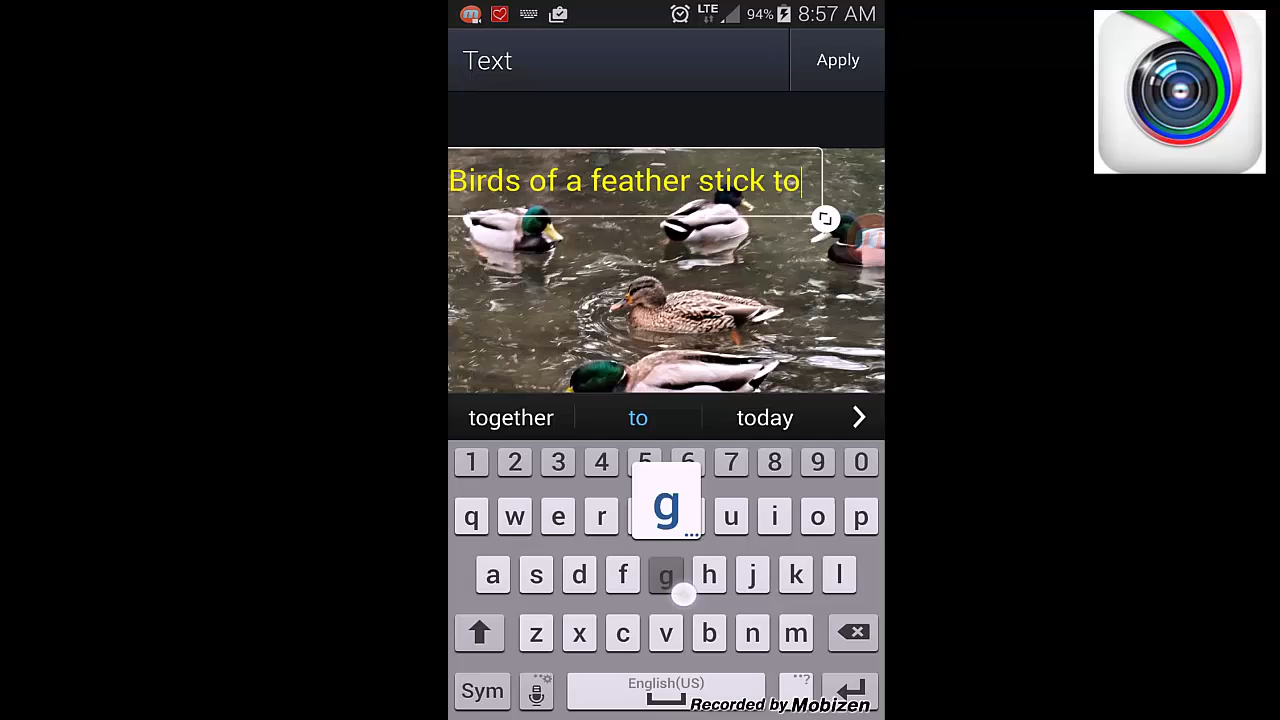 LTE 94% 8:57 AM
Text Apply
Birds of a feather stick to
together to today
1 2 3 4 5 6 7 8 9 0
q w e r g u i o p
a s d f g h j k l
z x c v b n m
Sym English(US) ..?
Recorded by Mobizen